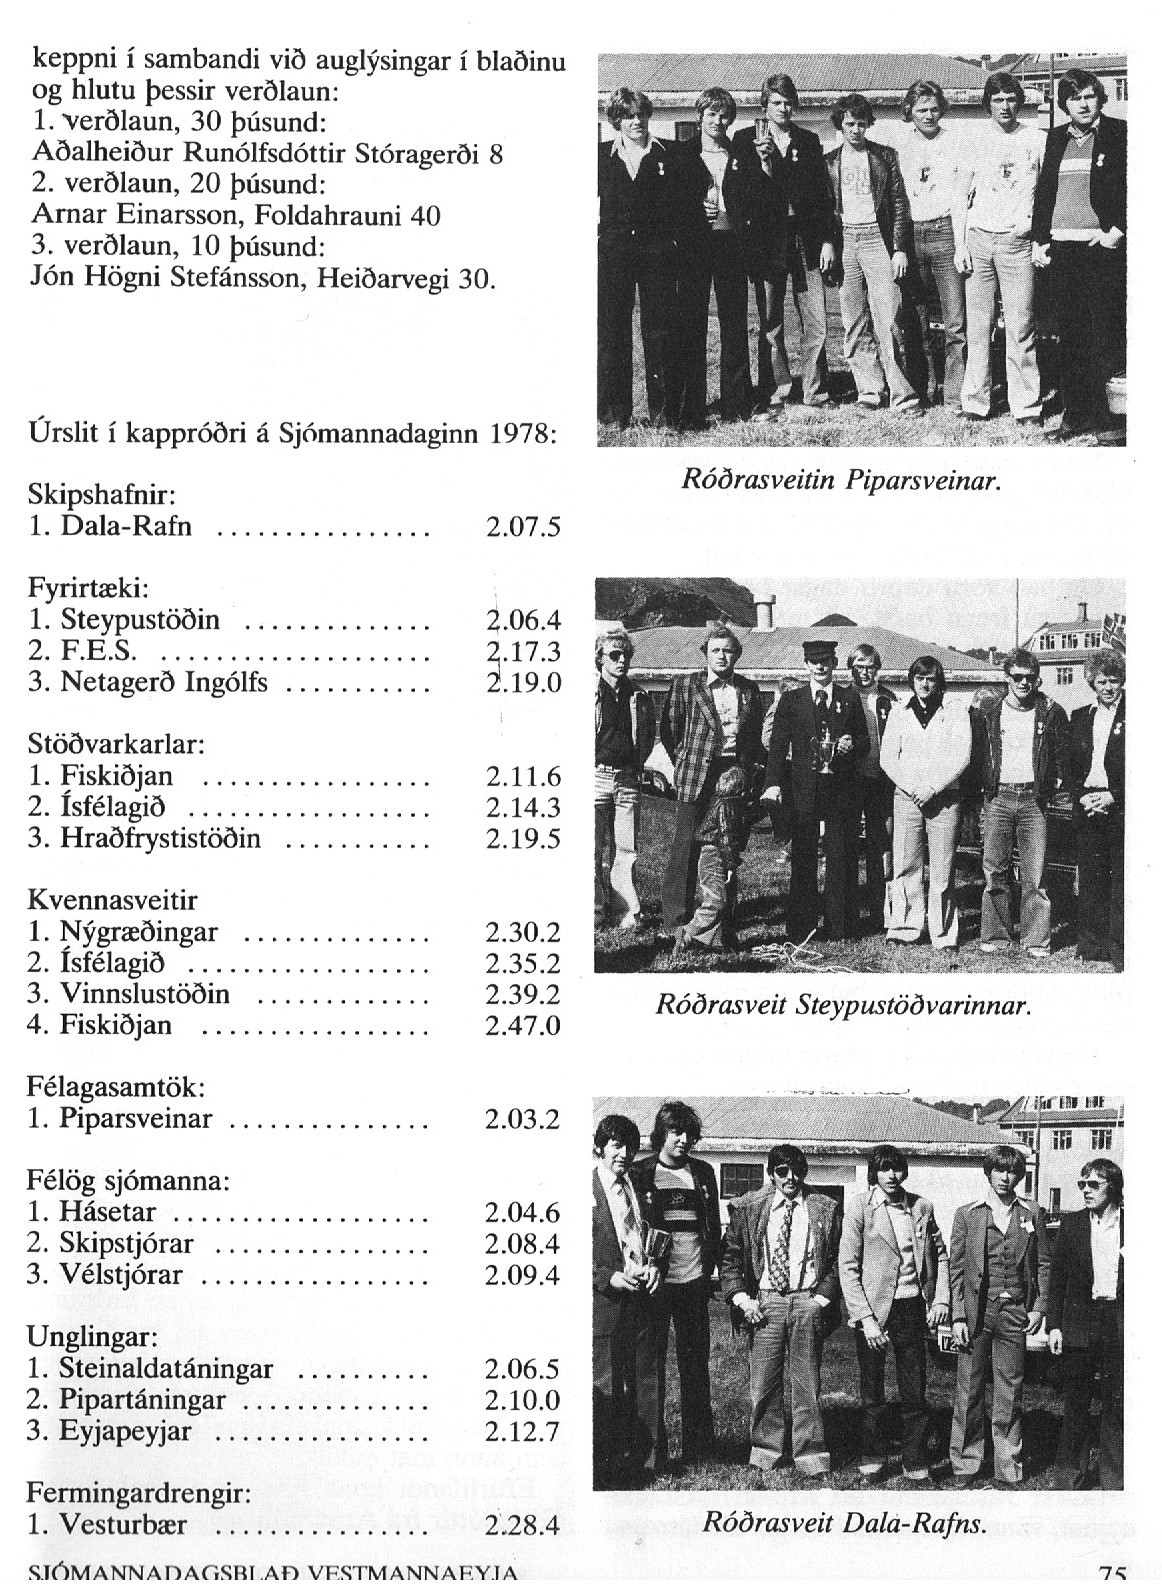 keppni í sambandi við auglýsingar í blaðinu
og hlutu þessir verðlaun:
1. verðlaun, 30 þúsund:
Aðalheiður Runólfsdóttir Stóragerði 8
2. verðlaun, 20 þúsund:
Arnar Einarsson, Foldahrauni 40
3. verðlaun, 10 þúsund:
Jón Högni Stefánsson, Heiðarvegi 30.
Úrslit í kappróðri á Sjómannadaginn 1978:
Skipshafnir:
1. Dala-Rafn ................ 2.07.5
Fyrirtæki:
1. Steypustöðin .............. 2.06.4
2. F.E.S. .................... 2.17.3
3. Netagerð Ingólfs ........... 2.19.0
Stöðvarkarlar:
1. Fiskiðjan ................. 2.11.6
2. Ísfélagið .................. 2.14.3
3. Hraðfrystistöðin ........... 2.19.5
Kvennasveitir
1. Nýgræðingar .............. 2.30.2
2. Ísfélagið .................. 2.35.2
3. Vinnslustöðin ............. 2.39.2
4. Fiskiðjan ................. 2.47.0
Félagasamtök:
1. Piparsveinar ............... 2.03.2
Félög sjómanna:
1. Hásetar ................... 2.04.6
2. Skipstjórar ................ 2.08.4
3. Vélstjórar ................. 2.09.4
Unglingar:
1. Steinaldatáningar .......... 2.06.5
2. Pipartáningar .............. 2.10.0
3. Eyjapeyjar ................ 2.12.7
Fermingardrengir:
1. Vesturbær ................ 2.28.4
Róðrasveitin Piparsveinar.
Róðrasveit Steypustöðvarinnar.
Róðrasveit Dala-Rafns.
SJÓMANNADAGSBLAÐ VESTMANNAEYJA 75